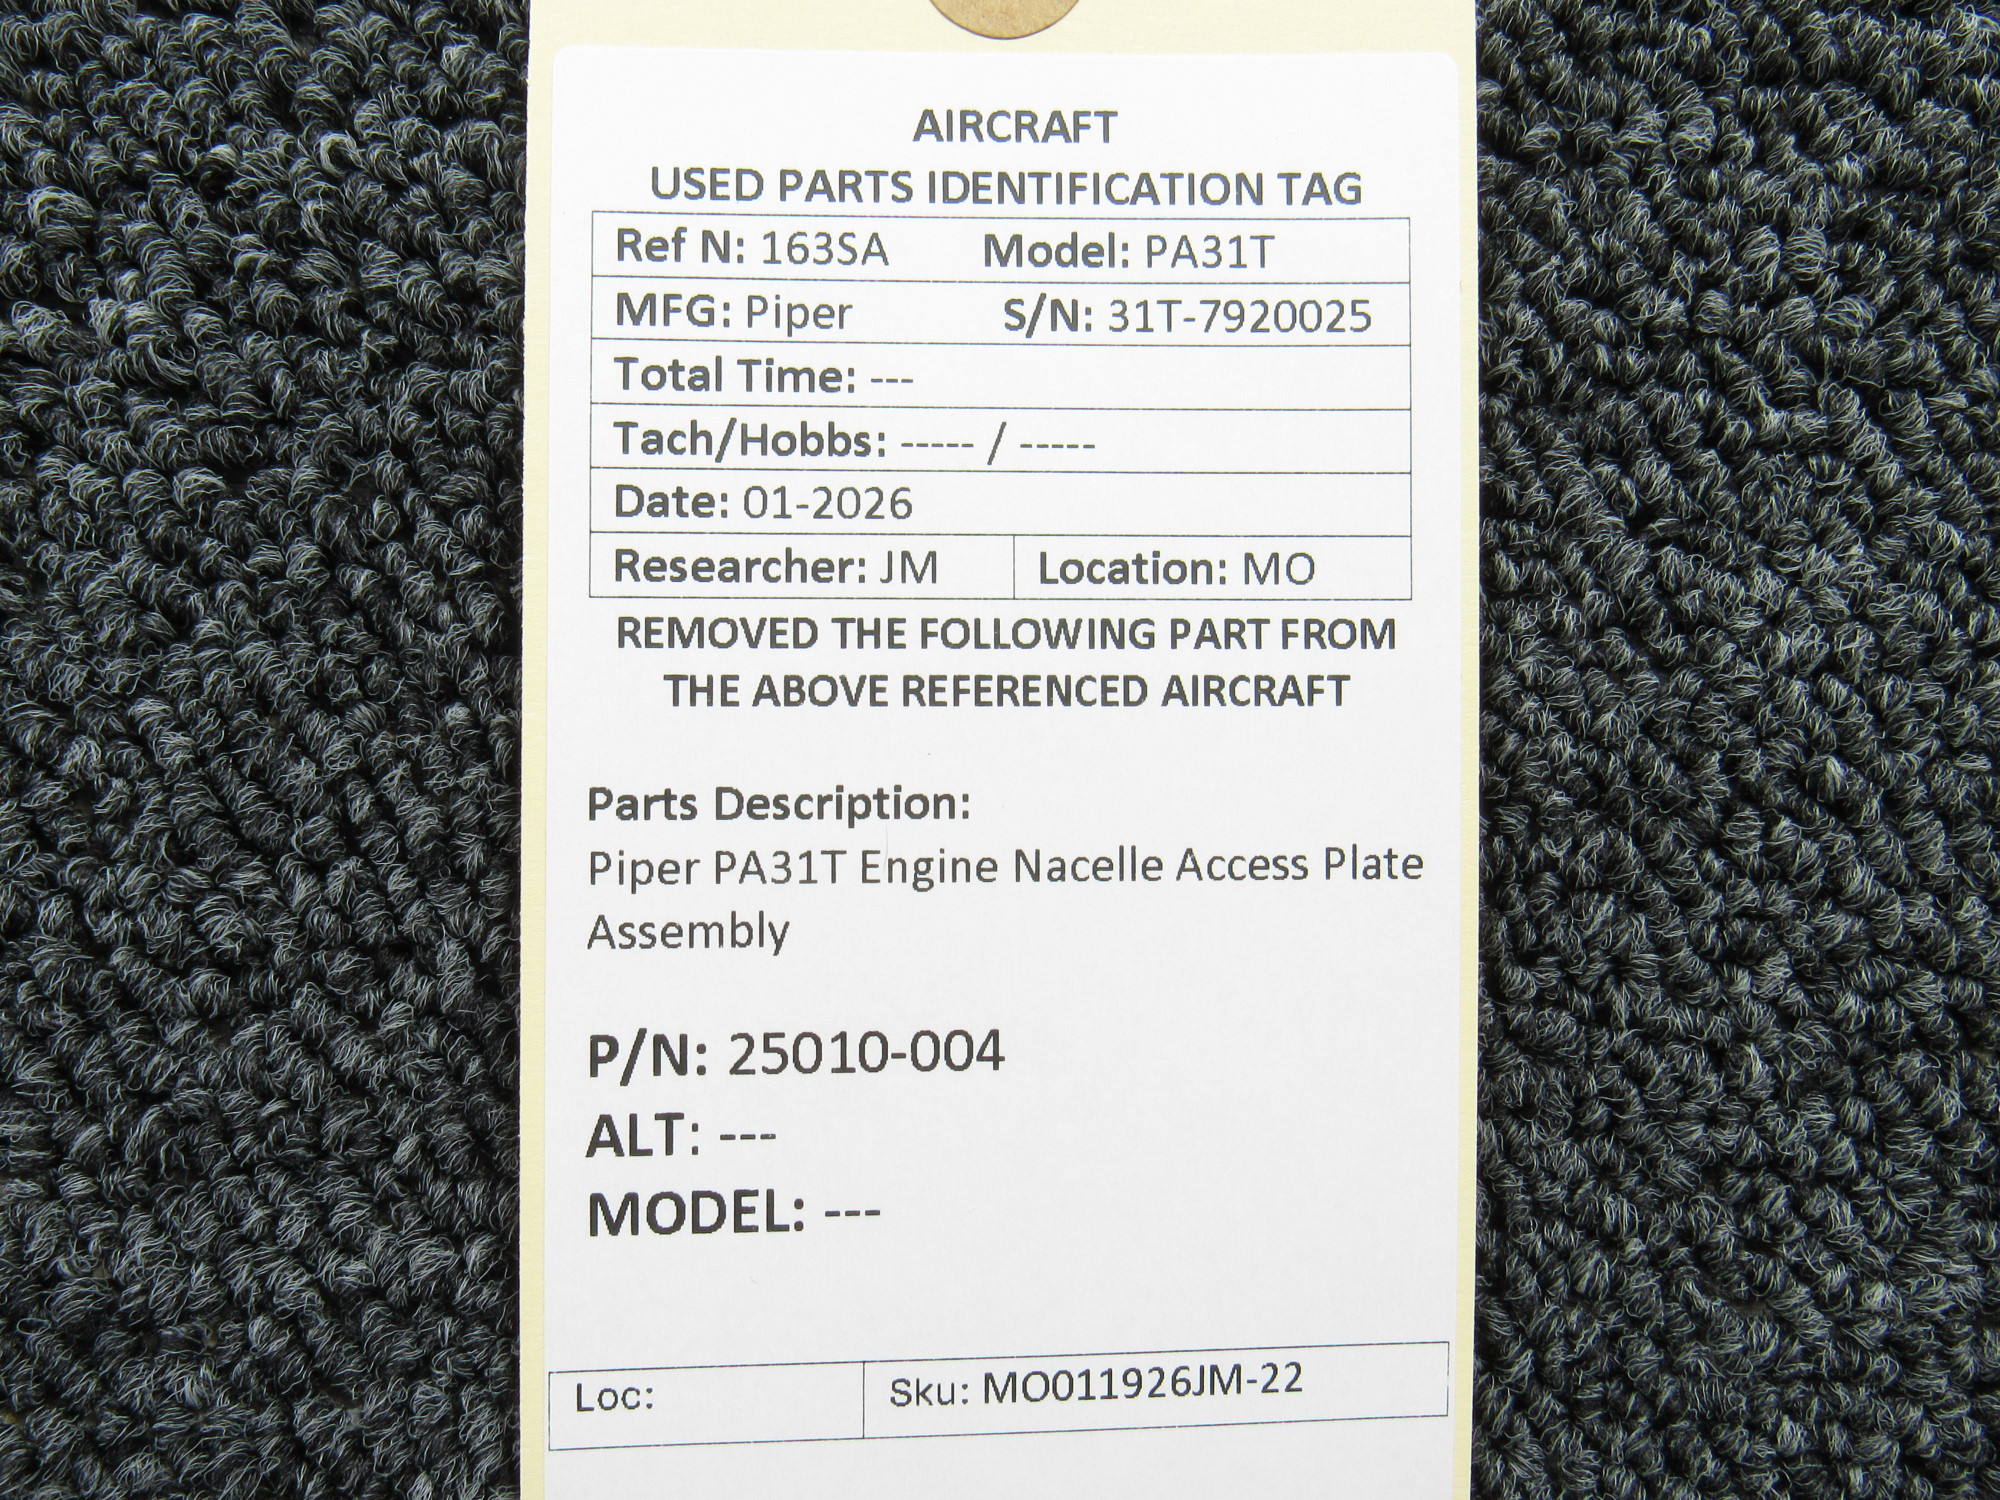 AIRCRAFT
USED PARTS IDENTIFICATION TAG
Ref N: 163SA Model: PA31T
MFG: Piper S/N: 31T-7920025
Total Time: ---
Tach/Hobbs: ----- / -----
Date: 01-2026
Researcher: JM Location: MO
REMOVED THE FOLLOWING PART FROM
THE ABOVE REFERENCED AIRCRAFT
Parts Description:
Piper PA31T Engine Nacelle Access Plate
Assembly
P/N: 25010-004
ALT: ---
MODEL: ---
Loc: Sku: MO011926JM-22